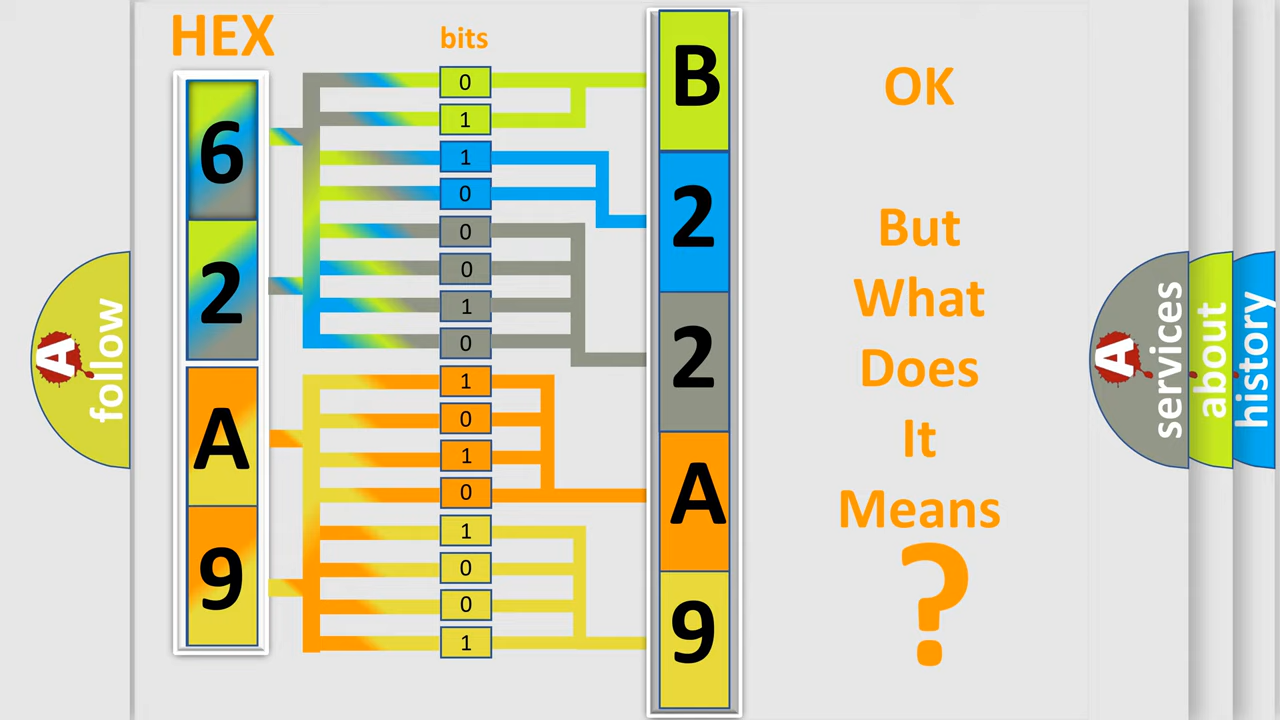 HEX
bits
6
2
A
9
0
1
1
0
0
0
1
0
1
0
1
0
1
0
0
1
B
2
2
A
9
OK
But
What
Does
It
Means
?
A
follow
A
services
about
history